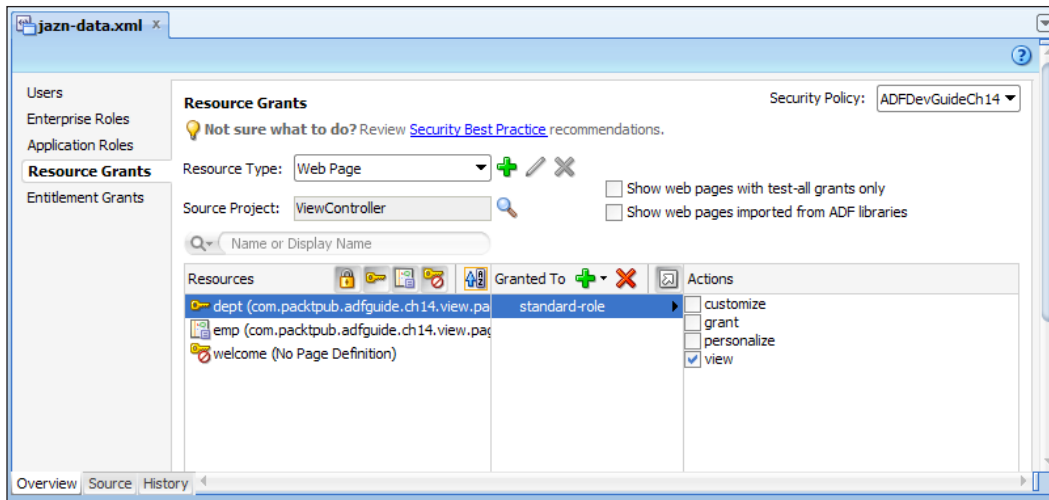 jazn-data.xml
Users
Enterprise Roles
Application Roles
Resource Grants
Entitlement Grants
Resource Grants
Security Policy: ADFDevGuideCh14
Not sure what to do? Review Security Best Practice recommendations.
Resource Type: Web Page
Show web pages with test-all grants only
Source Project: ViewController
Show web pages imported from ADF libraries
Name or Display Name
Resources Granted To Actions
dept (com.packtpub.adfguide.ch14.view.pa standard-role customize
grant
emp (com.packtpub.adfguide.ch14.view.pag personalize
welcome (No Page Definition) view
Overview Source History